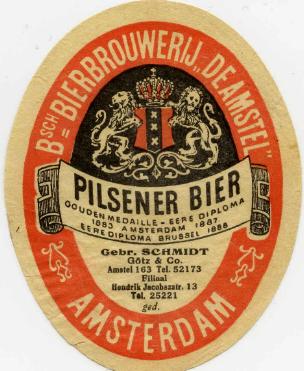 BSCH = BIERBROUWERIJ „DE AMSTEL"
PILSENER BIER
GOUDEN MEDAILLE - EERE DIPLOMA
1883 AMSTERDAM 1887
EERE DIPLOMA BRUSSEL 1888
Gebr. SCHMIDT
Götz & Co.
Amstel 163 Tel. 52173
Filiaal
Hendrik Jacobszstr. 13
Tel. 25221
ged.
AMSTERDAM